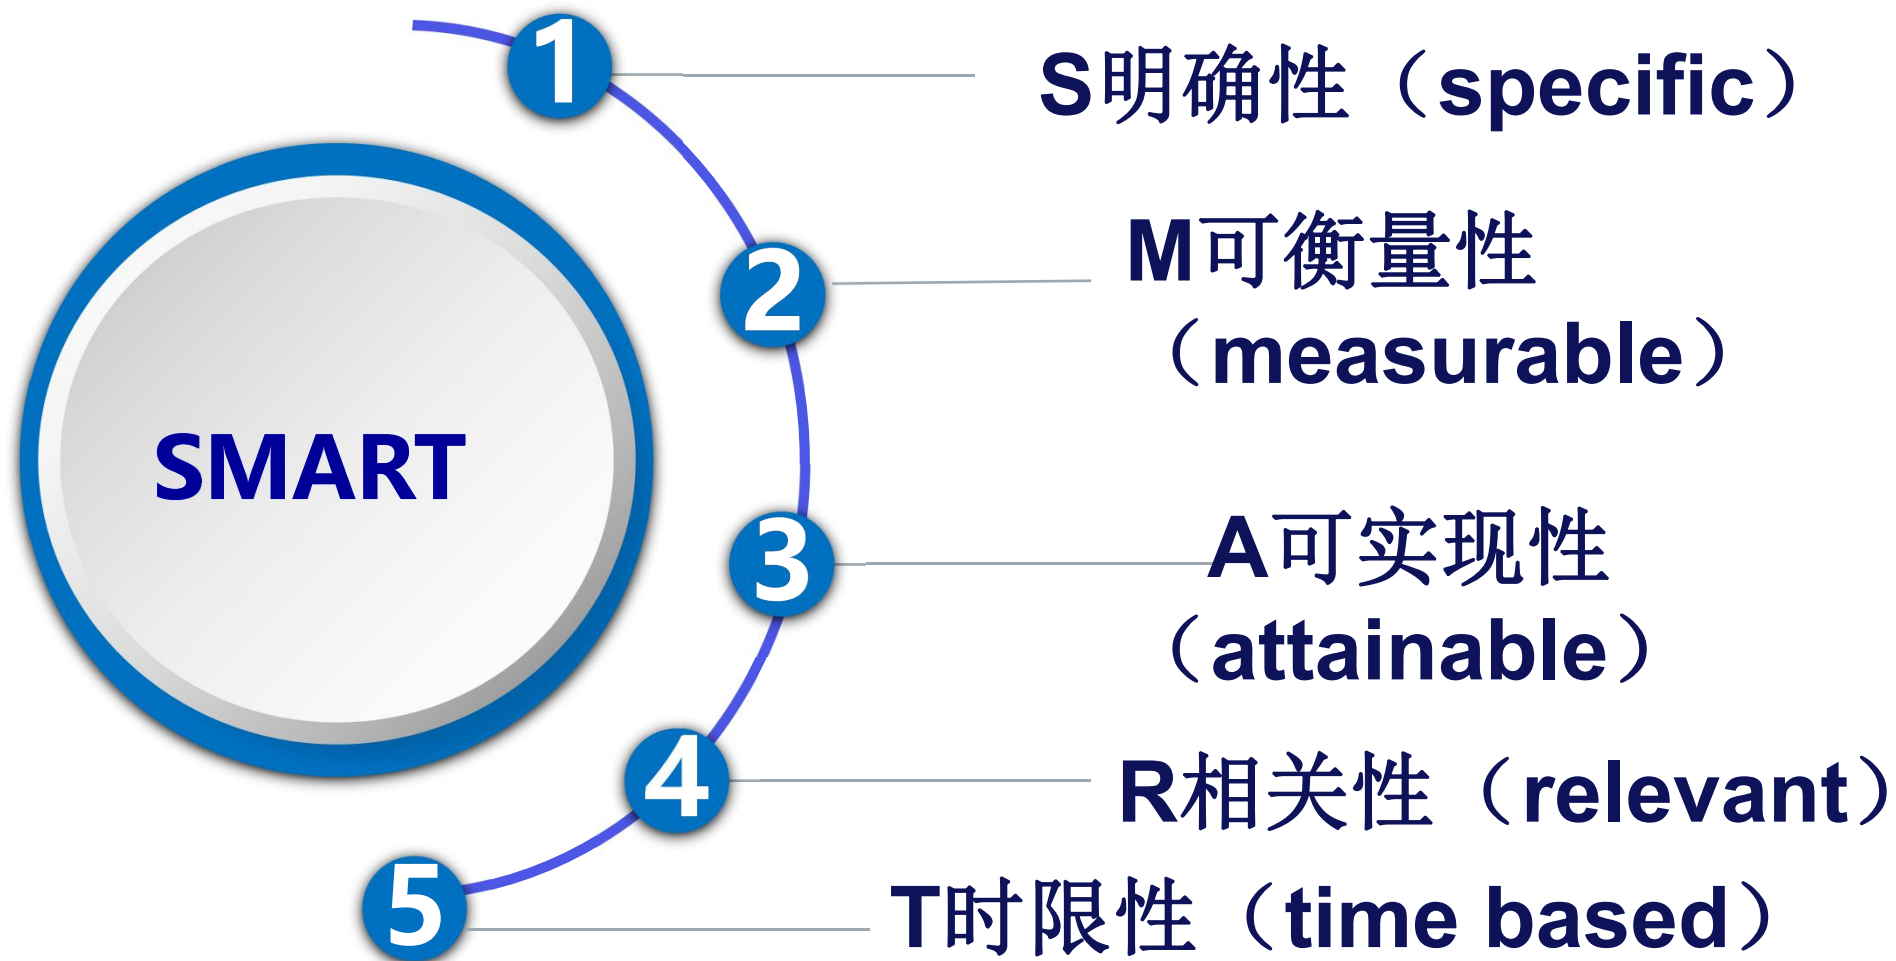 1
S明确性（specific）
2
M可衡量性
（measurable）
SMART
3
A可实现性
（attainable）
4
R相关性（relevant）
5
T时限性（time based）